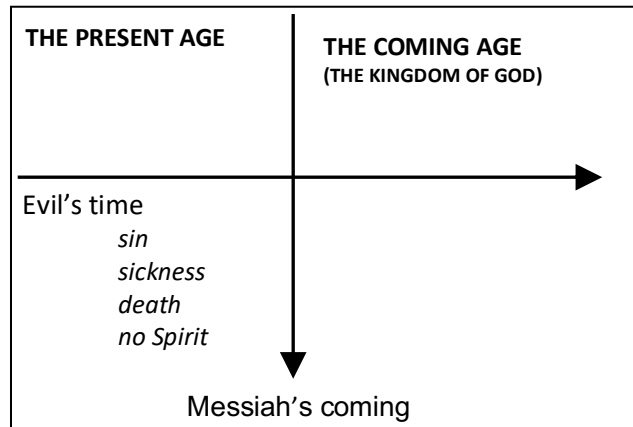 THE PRESENT AGE
THE COMING AGE
(THE KINGDOM OF GOD)
Evil’s time
sin
sickness
death
no Spirit
Messiah’s coming